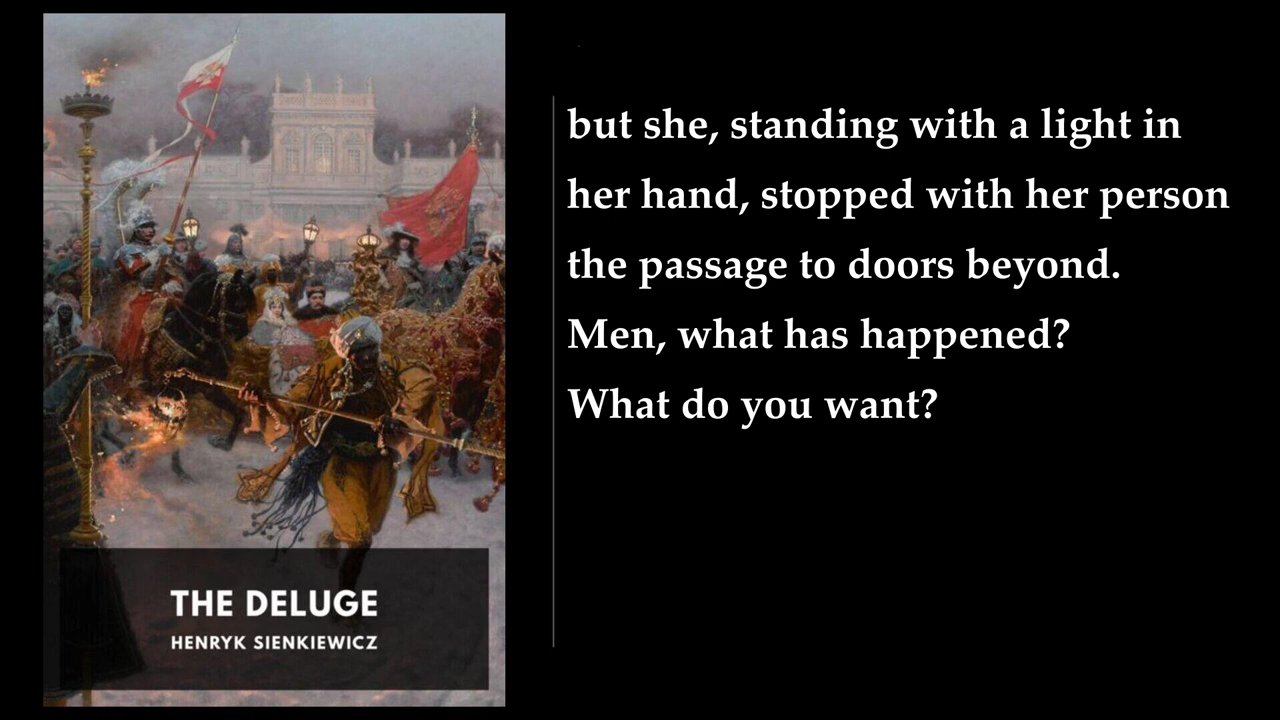 THE DELUGE
HENRYK SIENKIEWICZ
but she, standing with a light in
her hand, stopped with her person
the passage to doors beyond.
Men, what has happened?
What do you want?